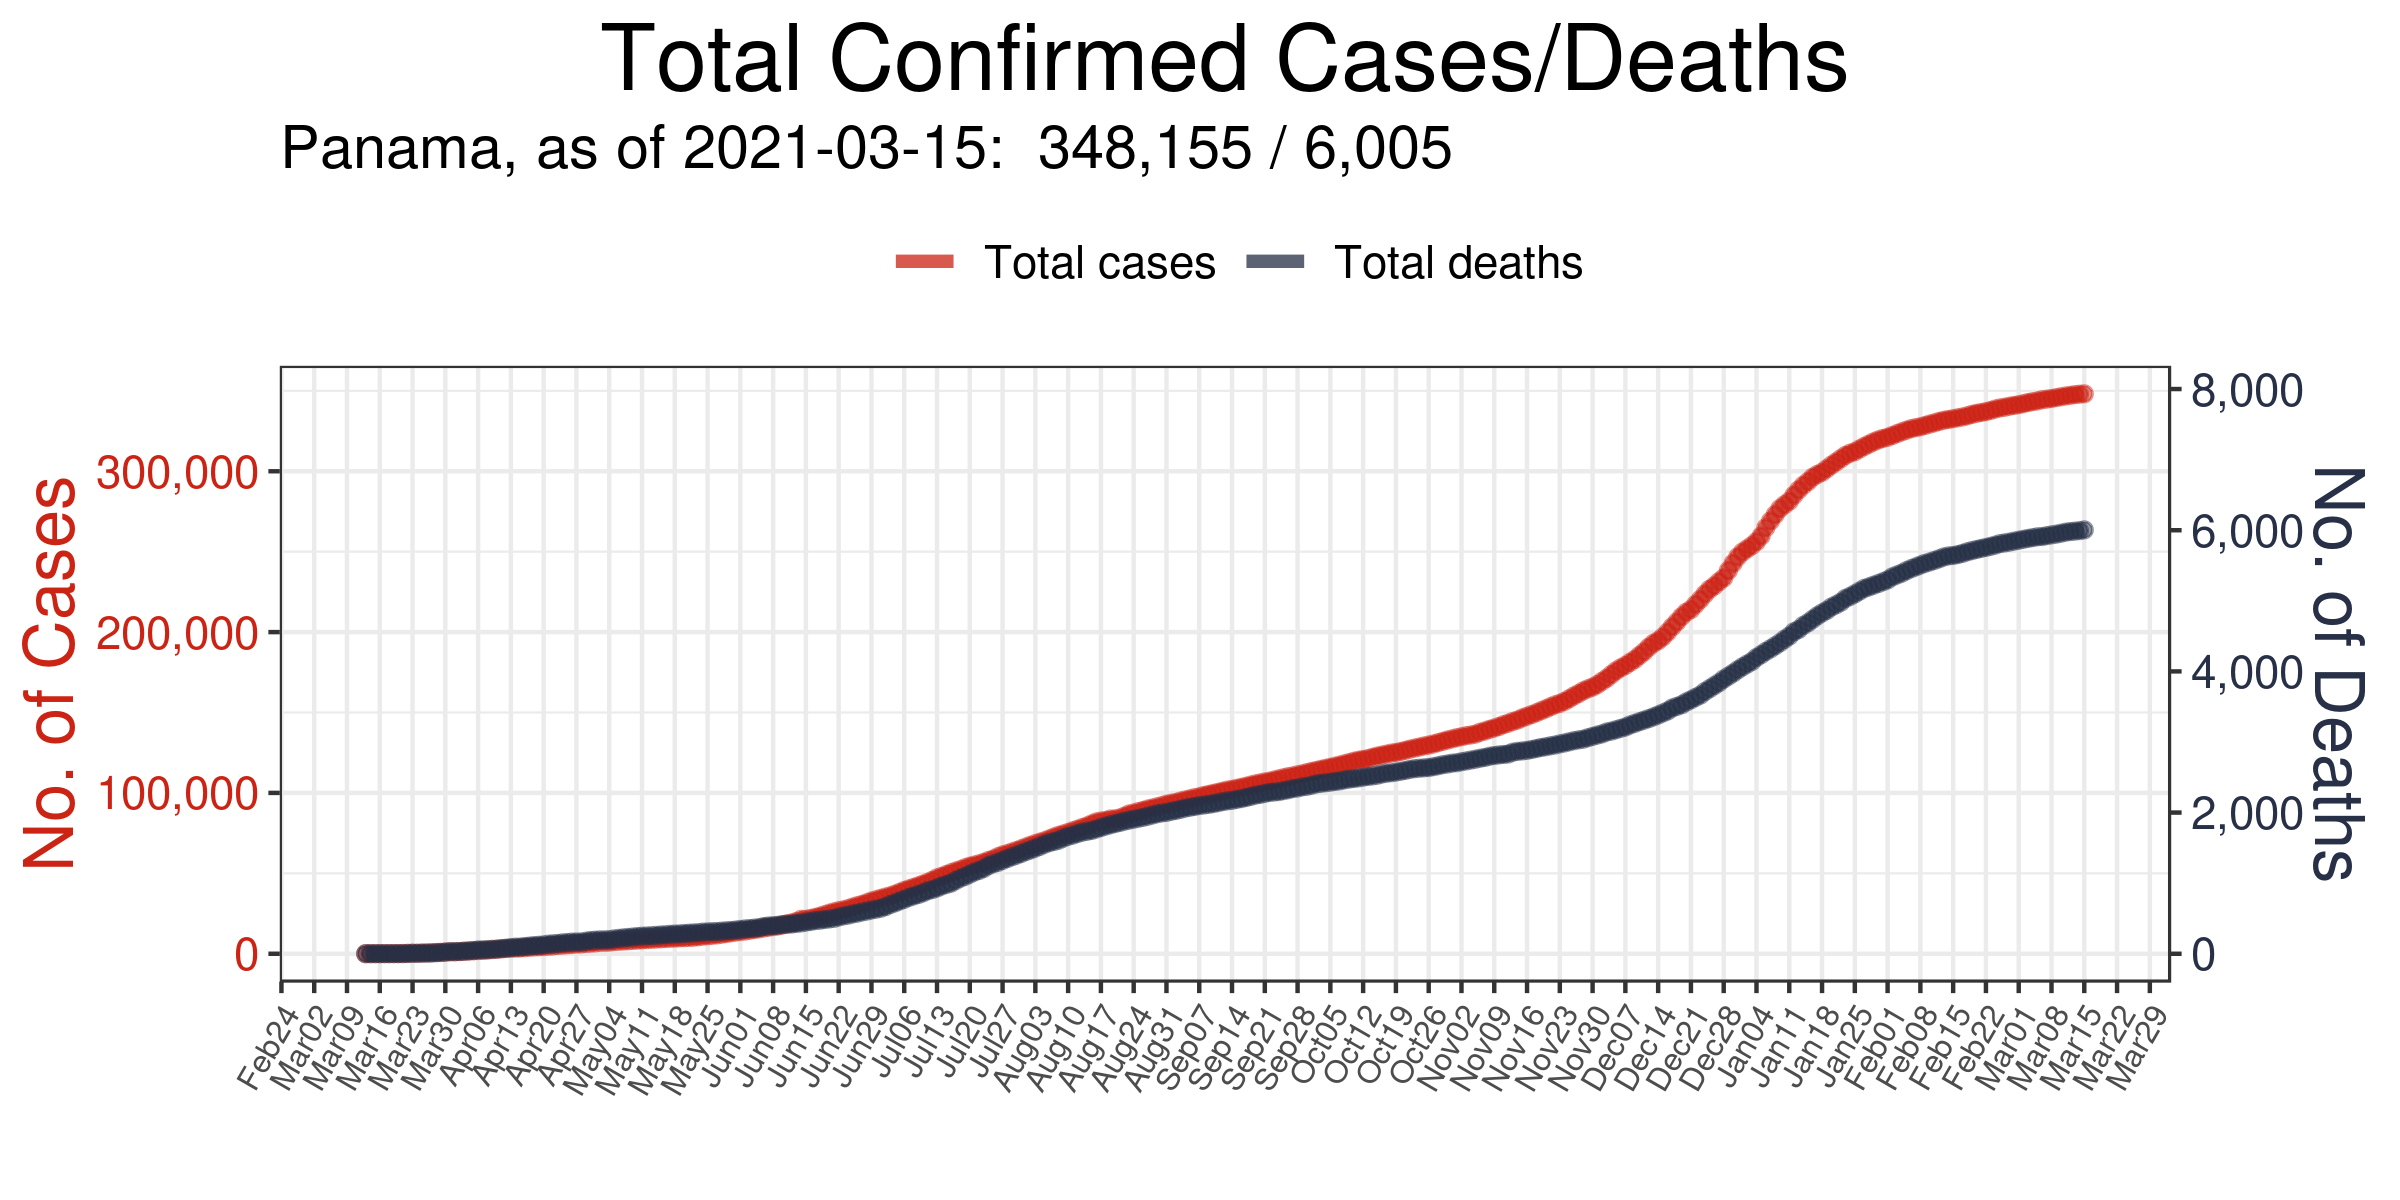 Total Confirmed Cases/Deaths
Panama, as of 2021-03-15:  348,155 / 6,005
Total cases
Total deaths
No. of Cases
300,000
200,000
100,000
0
8,000
6,000
4,000
2,000
0
No. of Deaths
Feb24
Mar02
Mar09
Mar16
Mar23
Mar30
Apr06
Apr13
Apr20
Apr27
May04
May11
May18
May25
Jun01
Jun08
Jun15
Jun22
Jun29
Jul06
Jul13
Jul20
Jul27
Aug03
Aug10
Aug17
Aug24
Aug31
Sep07
Sep14
Sep21
Sep28
Oct05
Oct12
Oct19
Oct26
Nov02
Nov09
Nov16
Nov23
Nov30
Dec07
Dec14
Dec21
Dec28
Jan04
Jan11
Jan18
Jan25
Feb01
Feb08
Feb15
Feb22
Mar01
Mar08
Mar15
Mar22
Mar29